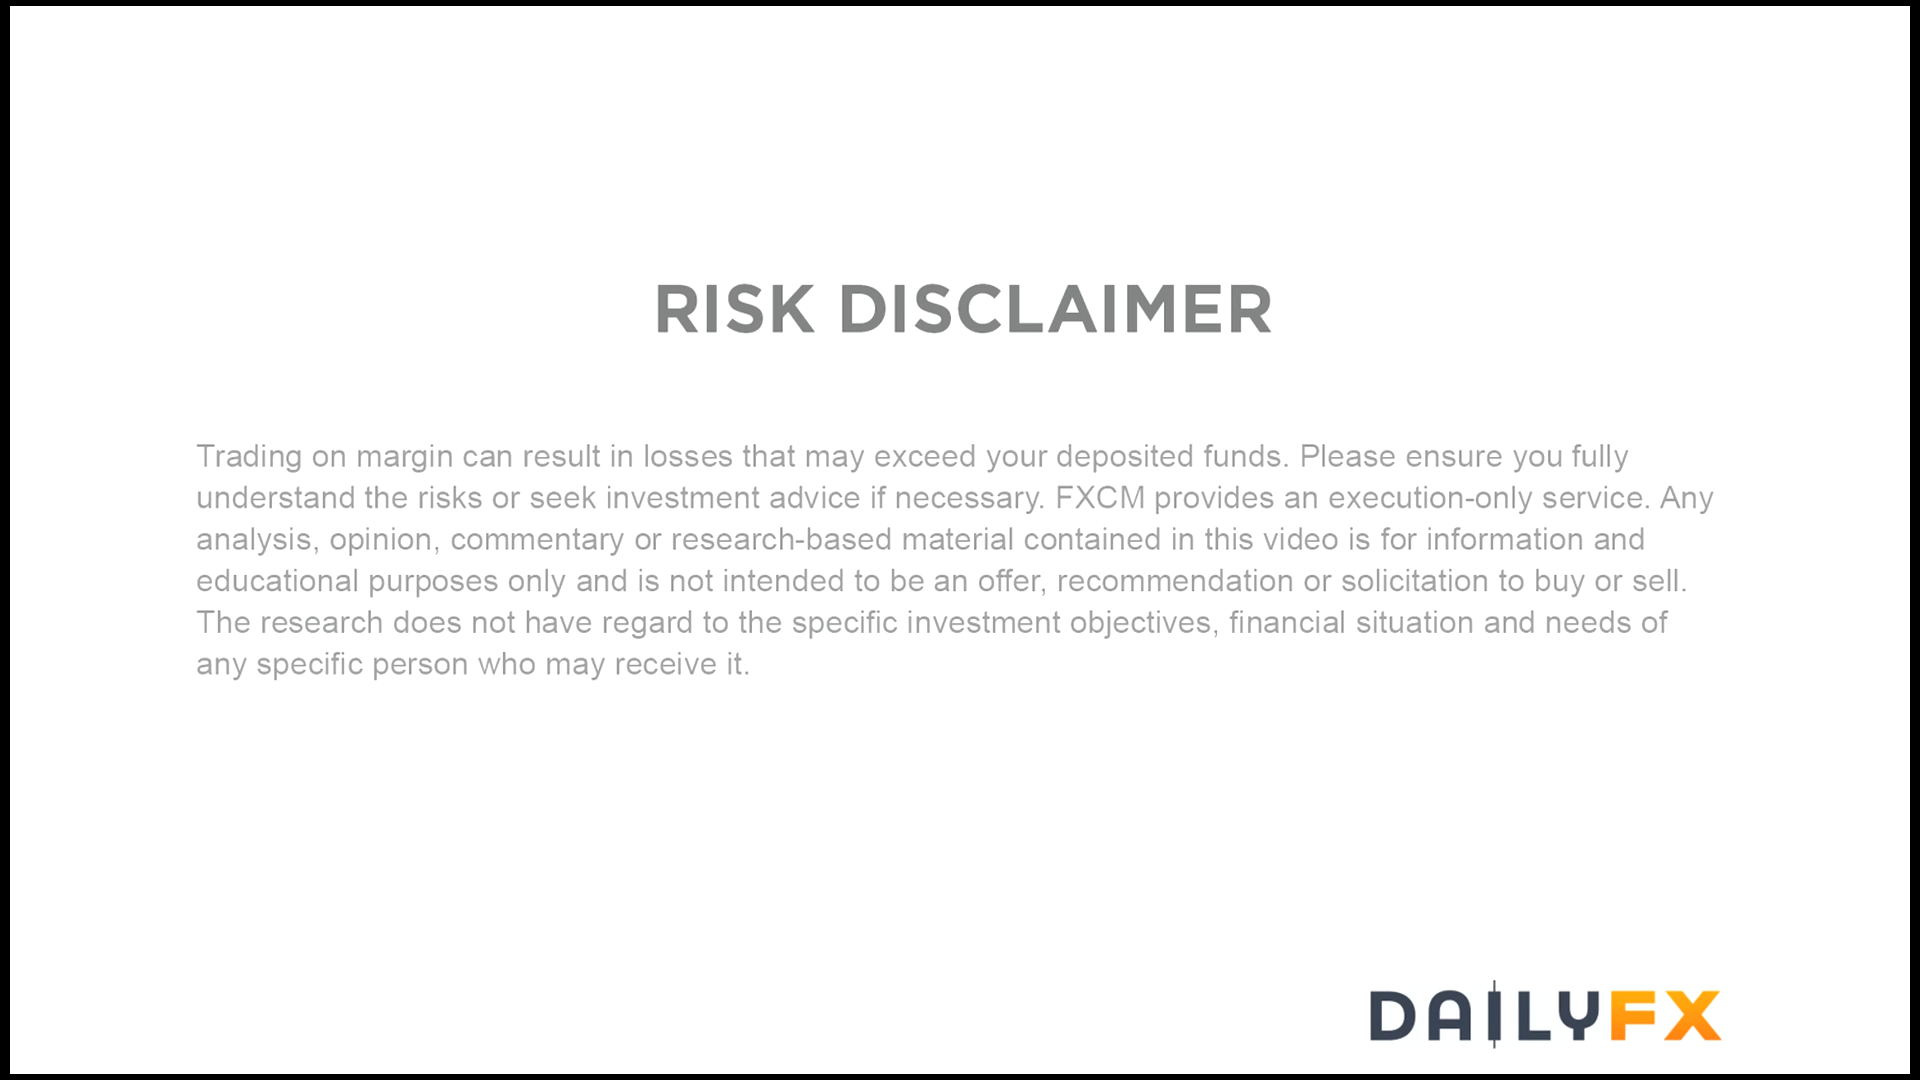 RISK DISCLAIMER
Trading on margin can result in losses that may exceed your deposited funds. Please ensure you fully
understand the risks or seek investment advice if necessary. FXCM provides an execution-only service. Any
analysis, opinion, commentary or research-based material contained in this video is for information and
educational purposes only and is not intended to be an offer, recommendation or solicitation to buy or sell.
The research does not have regard to the specific investment objectives, financial situation and needs of
any specific person who may receive it.
DAILYFX